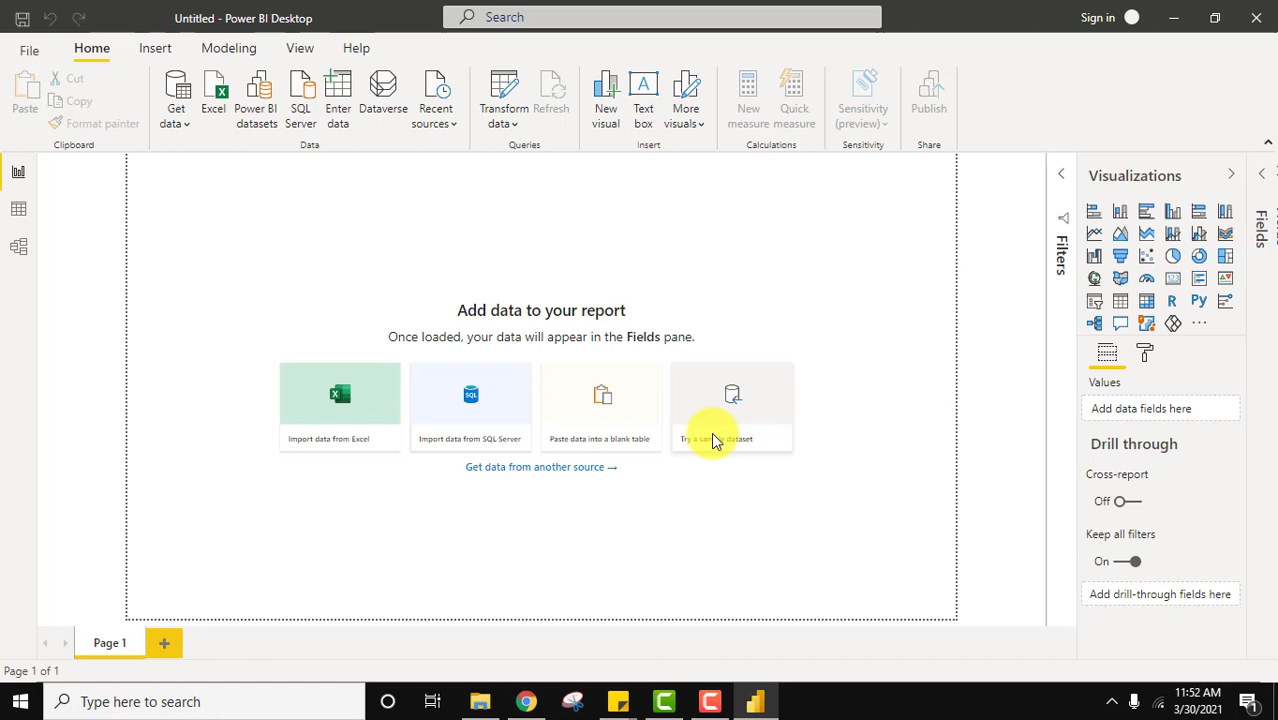 Untitled - Power BI Desktop
Search
Sign in
File
Home
Insert
Modeling
View
Help
Paste
Cut
Copy
Format painter
Get data
Excel
Power BI datasets
SQL Server
Enter data
Dataverse
Recent sources
Transform data
Refresh
New visual
A
Text box
More visuals
New measure
Quick measure
Sensitivity (preview)
Publish
Clipboard
Data
Queries
Insert
Calculations
Sensitivity
Share
Add data to your report
Once loaded, your data will appear in the Fields pane.
SQL
Import data from Excel
Import data from SQL Server
Paste data into a blank table
Try a
dataset
Get data from another source →
Filters
Visualizations
Fields
123
R
Py
Values
Add data fields here
Drill through
Cross-report
Off
Keep all filters
On
Add drill-through fields here
Page 1
Page 1 of 1
Type here to search
11:52 AM
3/30/2021
1